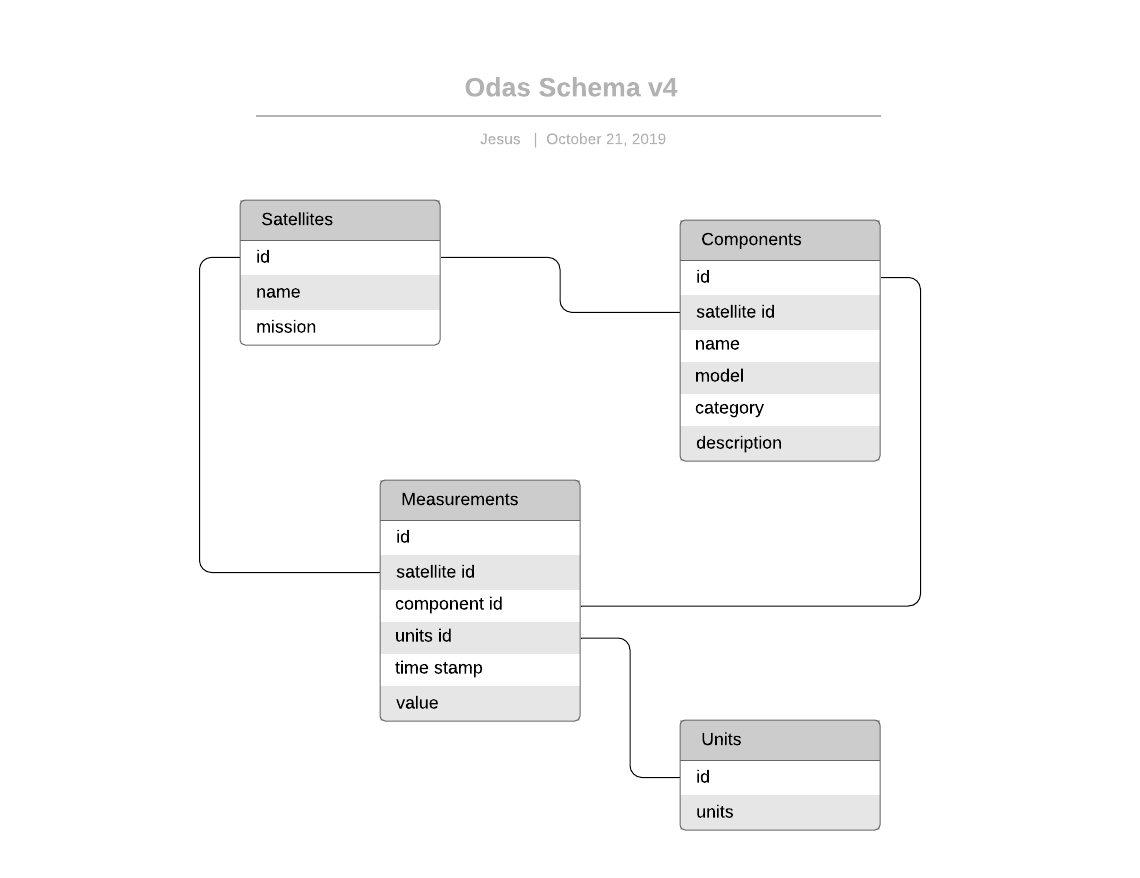 Odas Schema v4
Jesus | October 21, 2019
Satellites
id
name
mission
Components
id
satellite id
name
model
category
description
Measurements
id
satellite id
component id
units id
time stamp
value
Units
id
units